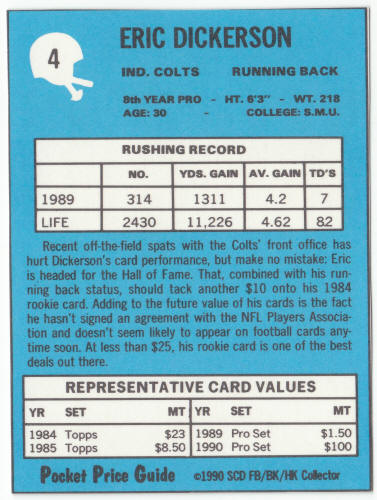 4
ERIC DICKERSON
IND. COLTS RUNNING BACK
8th YEAR PRO - HT. 6'3" - WT. 218
AGE: 30 - COLLEGE: S.M.U.
RUSHING RECORD
NO. YDS. GAIN AV. GAIN TD'S
1989 314 1311 4.2 7
LIFE 2430 11,226 4.62 82
Recent off-the-field spats with the Colts' front office has
hurt Dickerson's card performance, but make no mistake: Eric
is headed for the Hall of Fame. That, combined with his run-
ning back status, should tack another $10 onto his 1984
rookie card. Adding to the future value of his cards is the fact
he hasn't signed an agreement with the NFL Players Associa-
tion and doesn't seem likely to appear on football cards any-
time soon. At less than $25, his rookie card is one of the best
deals out there.
REPRESENTATIVE CARD VALUES
YR SET MT YR SET MT
1984 Topps $23 1989 Pro Set $1.50
1985 Topps $8.50 1990 Pro Set $100
Pocket Price Guide ©1990 SCD FB/BK/HK Collector